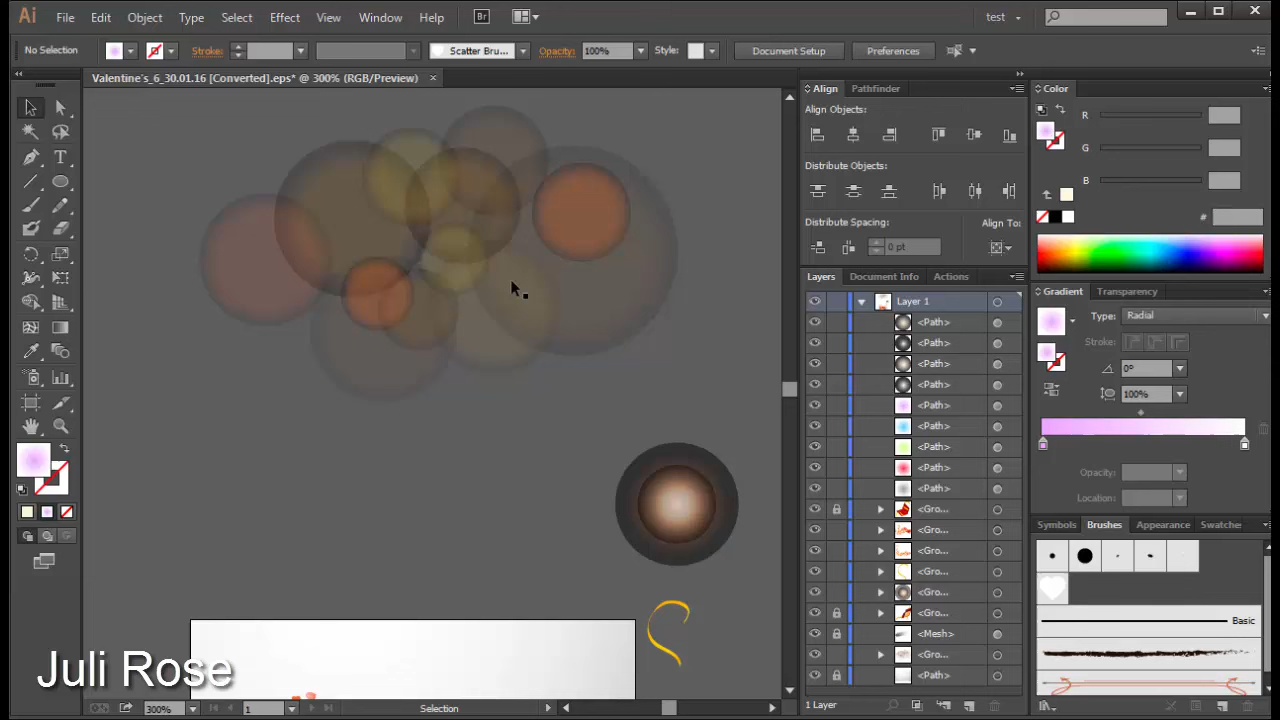 Ai File Edit Object Type Select Effect View Window Help Br test
No Selection Stroke: Scatter Bru... Opacity: 100% Style: Document Setup Preferences
Valentine's_6_30.01.16 [Converted].eps* @ 300% (RGB/Preview) ×
Align Pathfinder
Align Objects:
Distribute Objects:
Distribute Spacing: Align To:
0 pt
Layers Document Info Actions
Layer 1
<Path>
<Path>
<Path>
<Path>
<Path>
<Path>
<Path>
<Path>
<Path>
<Gro...
<Gro...
<Gro...
<Gro...
<Gro...
<Gro...
<Mesh>
<Gro...
<Path>
1 Layer
Color
R
G
B
#
Gradient Transparency
Type: Radial
Stroke:
0°
100%
Opacity:
Location:
Symbols Brushes Appearance Swatches
Basic
Juli Rose
300% 1 Selection